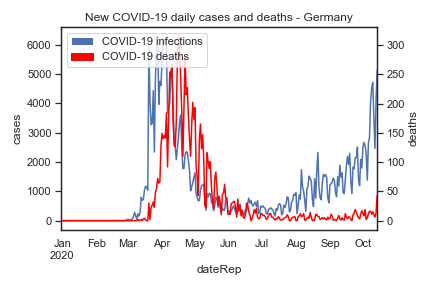 New COVID-19 daily cases and deaths - Germany
COVID-19 infections
COVID-19 deaths
6000
5000
4000
3000
2000
1000
0
cases
300
250
200
150
100
50
0
deaths
Jan Feb Mar Apr May Jun Jul Aug Sep Oct
2020
dateRep